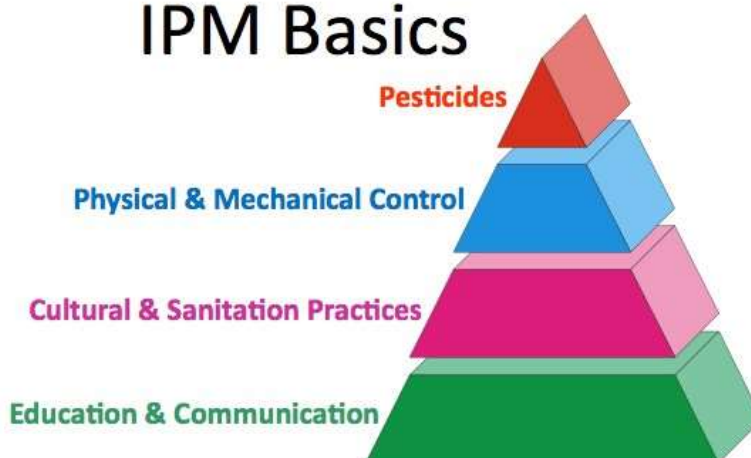 IPM Basics
Pesticides
Physical & Mechanical Control
Cultural & Sanitation Practices
Education & Communication